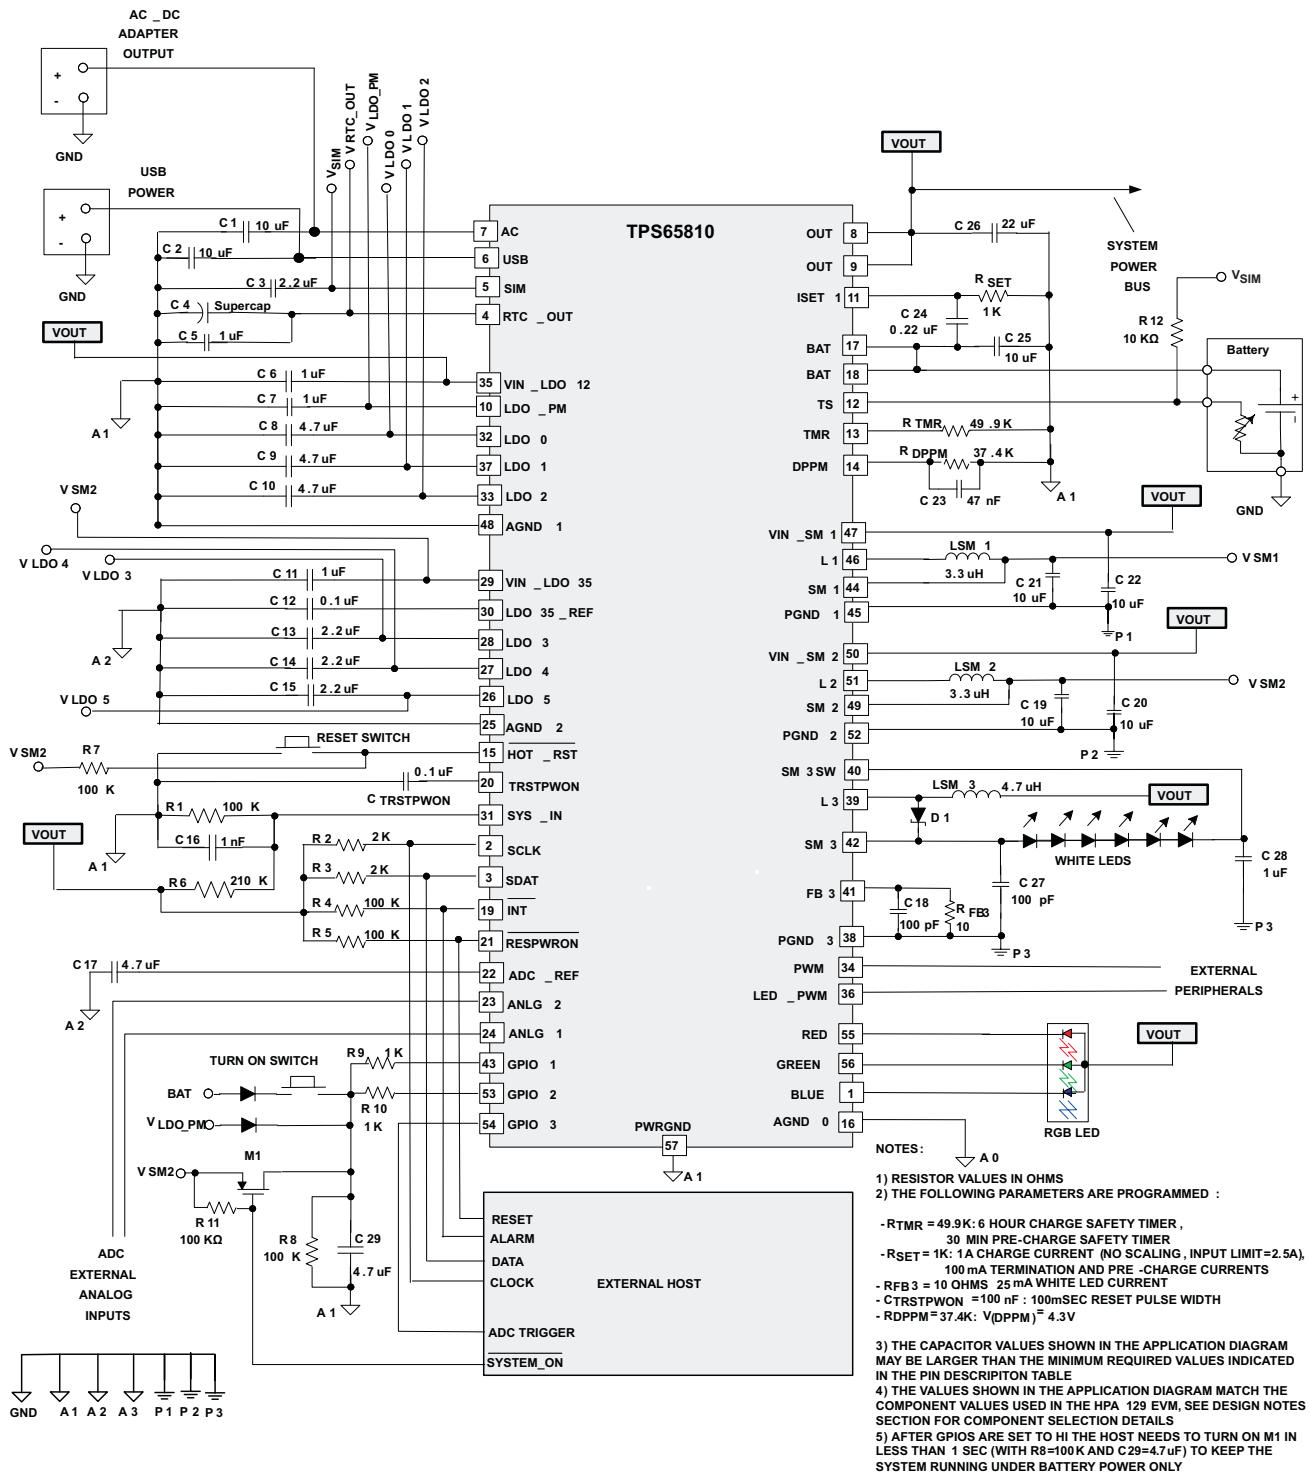 AC _ DC
ADAPTER
OUTPUT
+
-
GND
USB
POWER
+
-
GND
VSIM
V RTC_OUT
V LDO_PM
V LDO 0
V LDO 1
V LDO 2
C 1 10 uF
C 2 10 uF
C 3 2.2 uF
C 4 Supercap
C 5 1 uF
VOUT
C 6 1 uF
C 7 1 uF
C 8 4.7 uF
C 9 4.7 uF
C 10 4.7 uF
A 1
V SM2
V LDO 4
V LDO 3
C 11 1 uF
C 12 0.1 uF
C 13 2.2 uF
C 14 2.2 uF
C 15 2.2 uF
A 2
V LDO 5
RESET SWITCH
V SM2
R 7
100 K
0.1 uF
C TRSTPWON
R 1 100 K
C 16 1 nF
VOUT
A 1
R 6 210 K
R 2 2 K
R 3 2 K
R 4 100 K
R 5 100 K
C 17 4.7 uF
A 2
TURN ON SWITCH
R 9 1 K
BAT
R 10
1 K
V LDO_PM
M1
V SM2
R 11
100 KΩ
R 8
100 K
C 29
4.7 uF
A 1
ADC
EXTERNAL
ANALOG
INPUTS
GND A 1 A 2 A 3 P 1 P 2 P 3
TPS65810
7 AC
6 USB
5 SIM
4 RTC _ OUT
35 VIN _ LDO 12
10 LDO _ PM
32 LDO 0
37 LDO 1
33 LDO 2
48 AGND 1
29 VIN _ LDO 35
30 LDO 35 _ REF
28 LDO 3
27 LDO 4
26 LDO 5
25 AGND 2
15 HOT _ RST
20 TRSTPWON
31 SYS _ IN
2 SCLK
3 SDAT
19 INT
21 RESPWRON
22 ADC _ REF
23 ANLG 2
24 ANLG 1
43 GPIO 1
53 GPIO 2
54 GPIO 3
PWRGND
57
A 1
OUT 8
OUT 9
ISET 1 11
BAT 17
BAT 18
TS 12
TMR 13
DPPM 14
VIN _ SM 1 47
L 1 46
SM 1 44
PGND 1 45
VIN _ SM 2 50
L 2 51
SM 2 49
PGND 2 52
SM 3 SW 40
L 3 39
SM 3 42
FB 3 41
PGND 3 38
PWM 34
LED _ PWM 36
RED 55
GREEN 56
BLUE 1
AGND 0 16
VOUT
C 26 22 uF
SYSTEM
POWER
BUS
R SET
1 K
C 24
0.22 uF
C 25
10 uF
VSIM
R 12
10 KΩ
Battery
+
-
GND
R TMR 49 .9 K
R DPPM 37 .4 K
C 23 47 nF
A 1
VOUT
LSM 1
3.3 uH
V SM1
C 21
10 uF
C 22
10 uF
P 1
VOUT
LSM 2
3.3 uH
V SM2
C 19
10 uF
C 20
10 uF
P 2
LSM 3 4.7 uH
VOUT
D 1
WHITE LEDS
C 28
1 uF
C 27
100 pF
C 18
100 pF
R FB3
10
P 3
P 3
EXTERNAL
PERIPHERALS
VOUT
RGB LED
A 0
RESET
ALARM
DATA
CLOCK
EXTERNAL HOST
ADC TRIGGER
SYSTEM_ON
NOTES:
1) RESISTOR VALUES IN OHMS
2) THE FOLLOWING PARAMETERS ARE PROGRAMMED :
- RTMR = 49.9K: 6 HOUR CHARGE SAFETY TIMER ,
30 MIN PRE-CHARGE SAFETY TIMER
- RSET = 1K: 1 A CHARGE CURRENT (NO SCALING , INPUT LIMIT=2.5A),
100 mA TERMINATION AND PRE -CHARGE CURRENTS
- RFB 3 = 10 OHMS 25 mA WHITE LED CURRENT
- CTRSTPWON = 100 nF : 100mSEC RESET PULSE WIDTH
- RDPPM = 37.4K: V(DPPM) = 4.3V
3) THE CAPACITOR VALUES SHOWN IN THE APPLICATION DIAGRAM
MAY BE LARGER THAN THE MINIMUM REQUIRED VALUES INDICATED
IN THE PIN DESCRIPITON TABLE
4) THE VALUES SHOWN IN THE APPLICATION DIAGRAM MATCH THE
COMPONENT VALUES USED IN THE HPA 129 EVM, SEE DESIGN NOTES
SECTION FOR COMPONENT SELECTION DETAILS
5) AFTER GPIOS ARE SET TO HI THE HOST NEEDS TO TURN ON M1 IN
LESS THAN 1 SEC (WITH R8=100 K AND C29=4.7 uF) TO KEEP THE
SYSTEM RUNNING UNDER BATTERY POWER ONLY